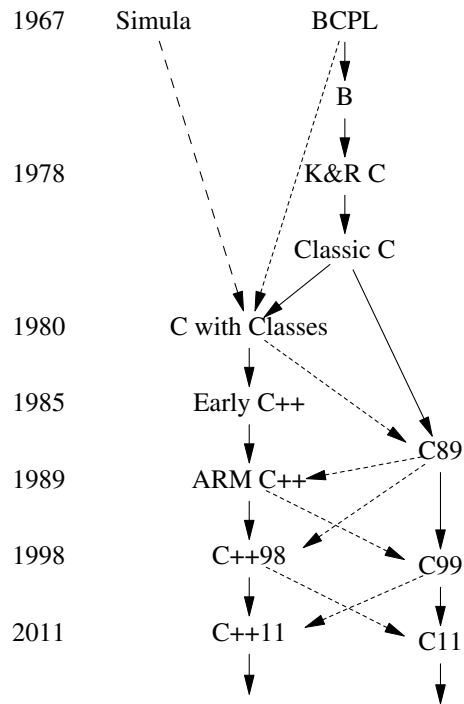 1967 Simula BCPL
B
1978 K&R C
Classic C
1980 C with Classes
1985 Early C++
C89
1989 ARM C++
1998 C++98
C99
2011 C++11
C11